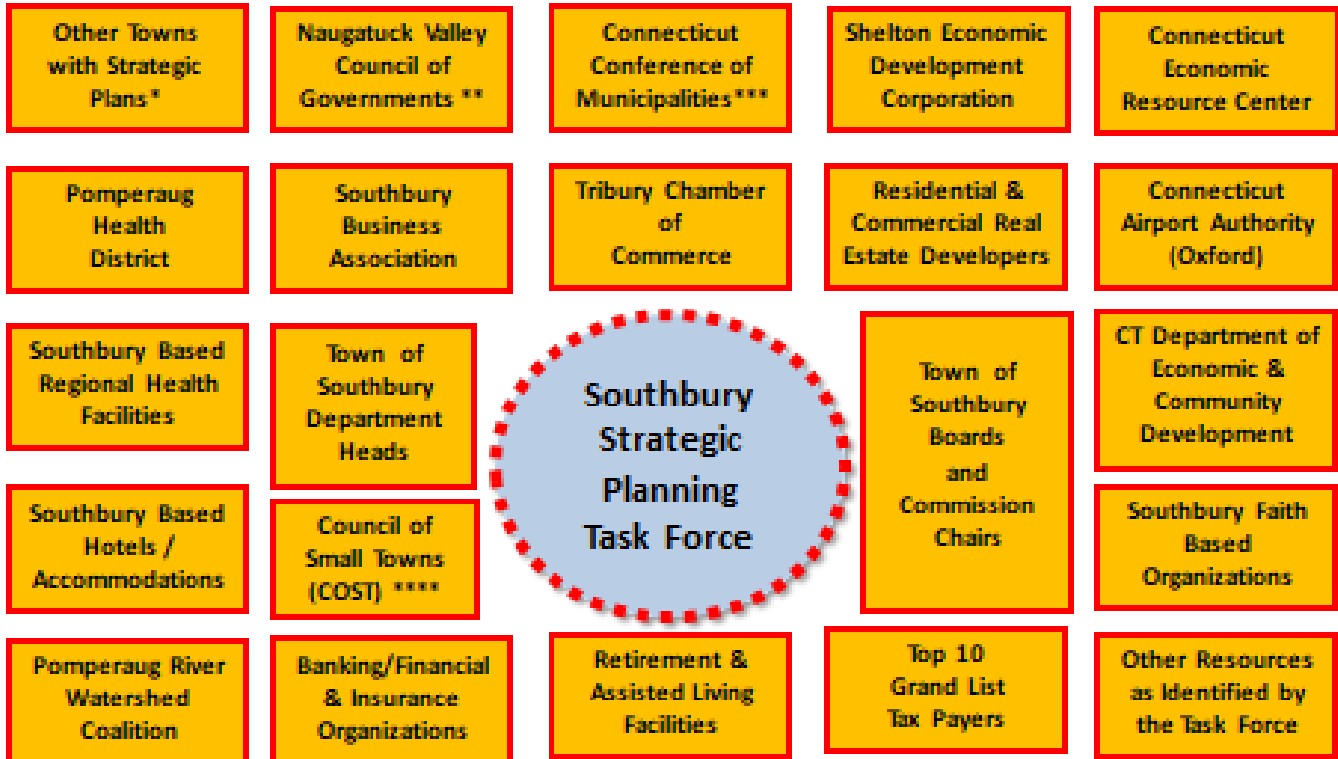 Other Towns
with Strategic
Plans*
Naugatuck Valley
Council of
Governments **
Connecticut
Conference of
Municipalities***
Shelton Economic
Development
Corporation
Connecticut
Economic
Resource Center
Pomperaug
Health
District
Southbury
Business
Association
Tribury Chamber
of
Commerce
Residential &
Commercial Real
Estate Developers
Connecticut
Airport Authority
(Oxford)
Southbury Based
Regional Health
Facilities
Town of
Southbury
Department
Heads
Southbury
Strategic
Planning
Task Force
Town of
Southbury
Boards
and
Commission
Chairs
CT Department of
Economic &
Community
Development
Southbury Based
Hotels /
Accommodations
Council of
Small Towns
(COST) ****
Southbury Faith
Based
Organizations
Pomperaug River
Watershed
Coalition
Banking/Financial
& Insurance
Organizations
Retirement &
Assisted Living
Facilities
Top 10
Grand List
Tax Payers
Other Resources
as Identified by
the Task Force